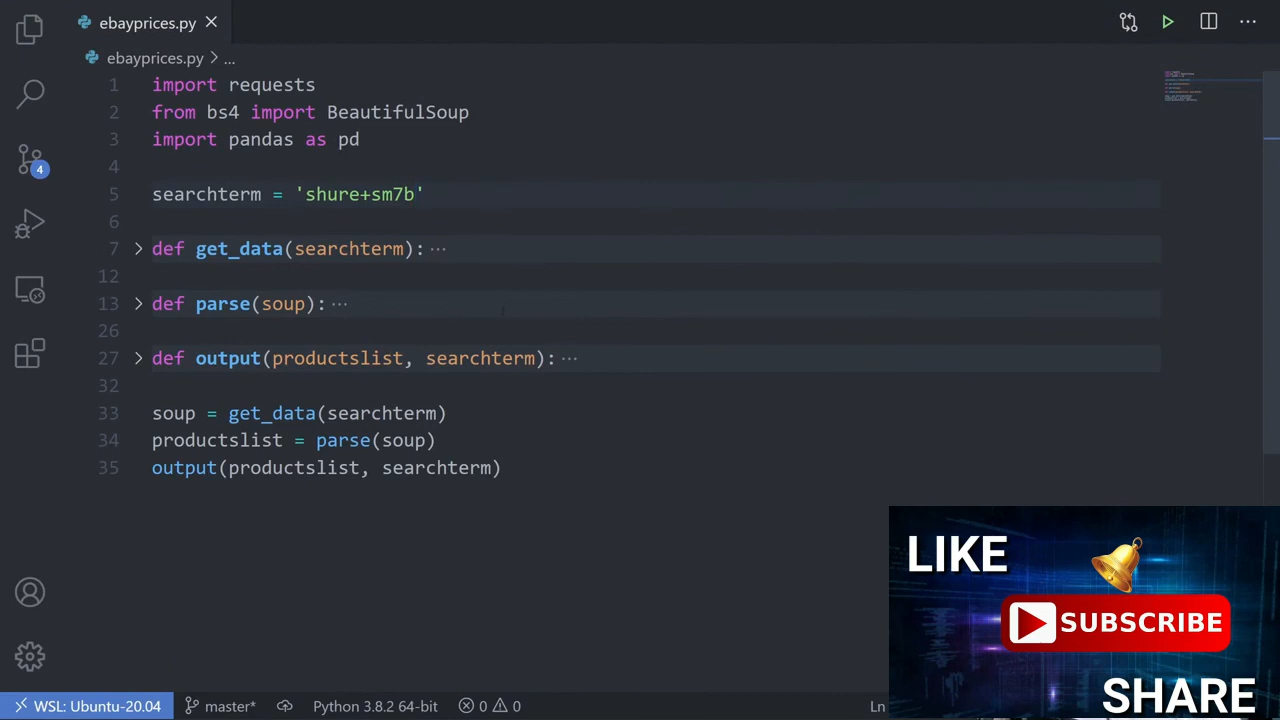 ebayprices.py
ebayprices.py > ...
1 import requests
2 from bs4 import BeautifulSoup
3 import pandas as pd
4
5 searchterm = 'shure+sm7b'
6
7 def get_data(searchterm): ...
12
13 def parse(soup): ...
26
27 def output(productslist, searchterm): ...
32
33 soup = get_data(searchterm)
34 productslist = parse(soup)
35 output(productslist, searchterm)
4
LIKE
SUBSCRIBE
SHARE
WSL: Ubuntu-20.04 master* Python 3.8.2 64-bit 0 0 Ln